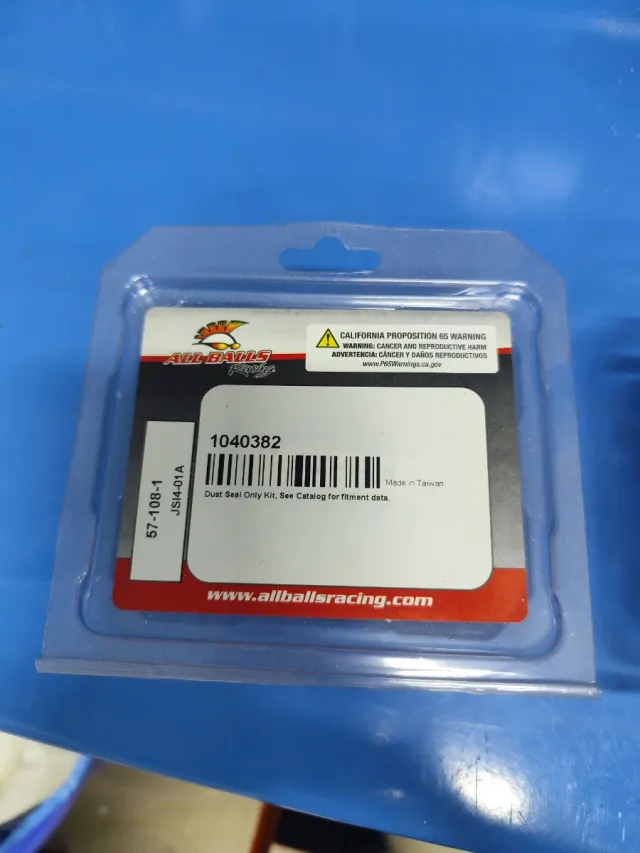 ALL BALLS
Racing
CALIFORNIA PROPOSITION 65 WARNING
WARNING: CANCER AND REPRODUCTIVE HARM
ADVERTENCIA: CÁNCER Y DAÑOS REPRODUCTIVOS
www.P65Warnings.ca.gov
57-108-1
JSI4-01A
1040382
Made in Taiwan
Dust Seal Only Kit, See Catalog for fitment data.
www.allballsracing.com